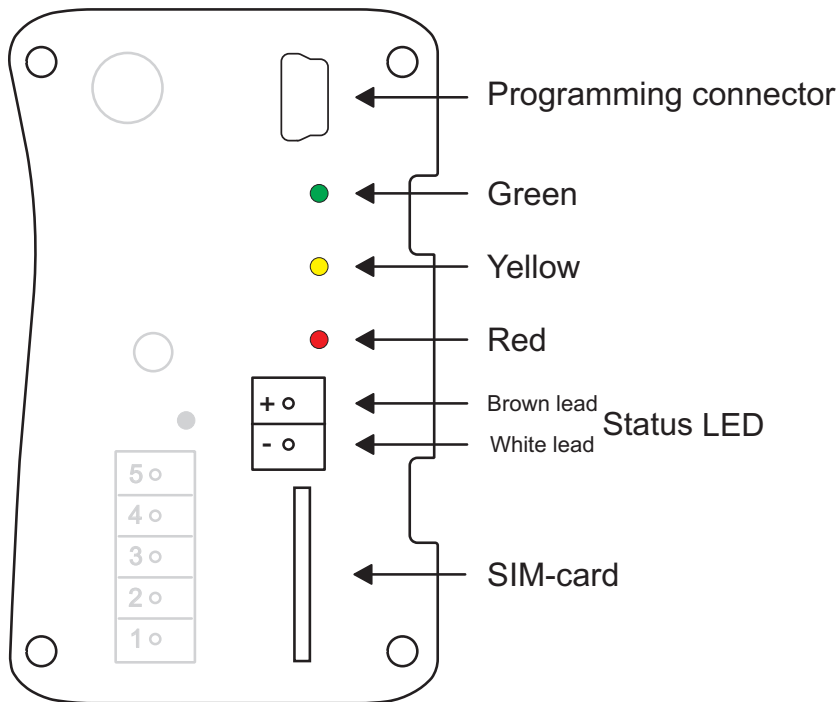 Programming connector
Green
Yellow
Red
+
Brown lead
Status LED
-
White lead
5
4
3
2
1
SIM-card